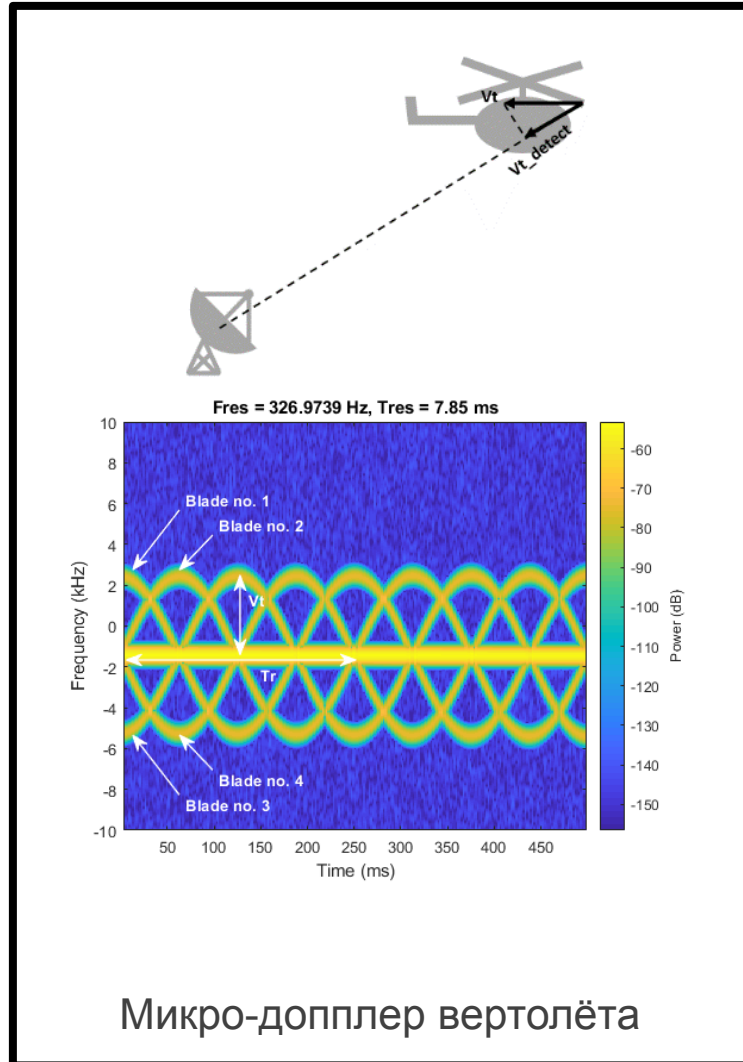 Vt
Vt_detect
Fres = 326.9739 Hz, Tres = 7.85 ms
10
8
6
4
2
0
-2
-4
-6
-8
-10
Frequency (kHz)
Blade no. 1
Blade no. 2
Vt
Tr
Blade no. 4
Blade no. 3
50 100 150 200 250 300 350 400 450
Time (ms)
-60
-70
-80
-90
-100
-110
-120
-130
-140
-150
Power (dB)
Микро-допплер вертолёта